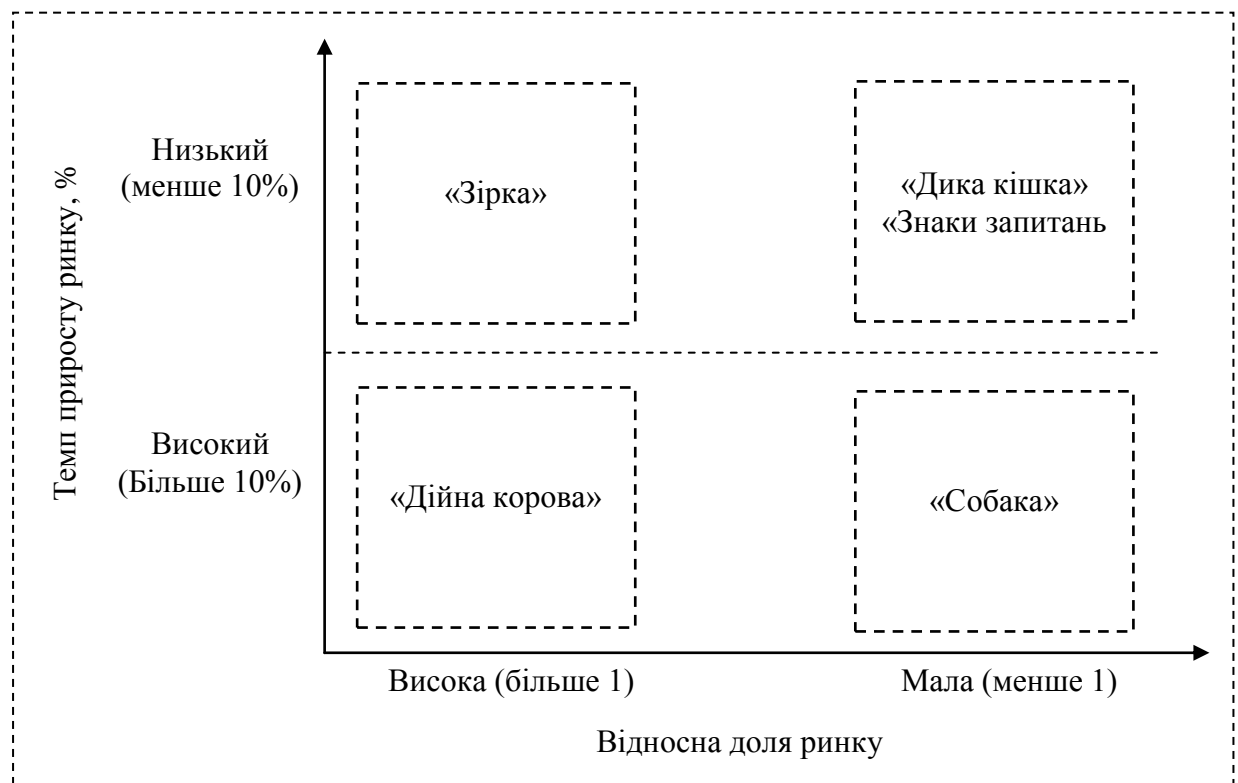 Темп приросту ринку, %
Низький
(менше 10%)
«Зірка»
«Дика кішка»
«Знаки запитань
Високий
(Більше 10%)
«Дійна корова»
«Собака»
Висока (більше 1)
Мала (менше 1)
Відносна доля ринку